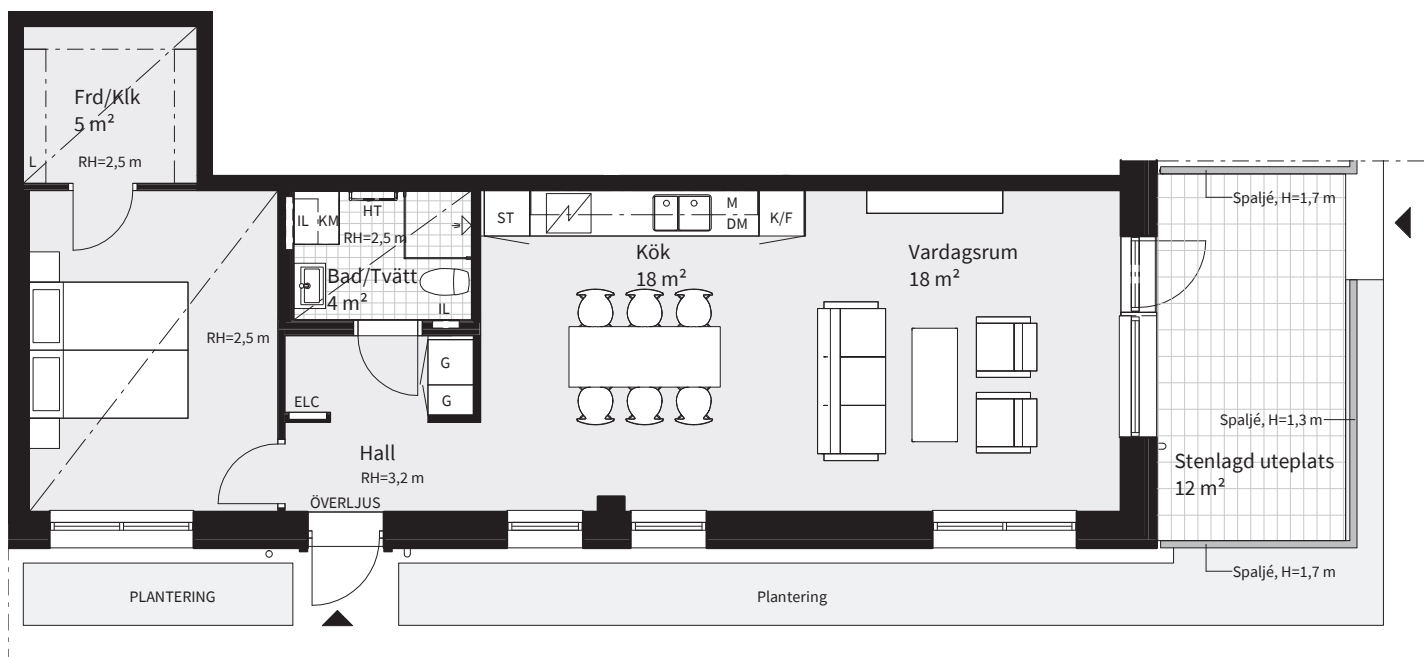 Frd/Klk
5 m²
L
RH=2,5 m
IL
KM
HT
RH=2,5 m
Bad/Tvätt
4 m²
IL
ST
M
DM
K/F
Kök
18 m²
Vardagsrum
18 m²
Spaljé, H=1,7 m
RH=2,5 m
G
G
ELC
Hall
RH=3,2 m
ÖVERLJUS
Spaljé, H=1,3 m
Stenlagd uteplats
12 m²
Spaljé, H=1,7 m
PLANTERING
Plantering